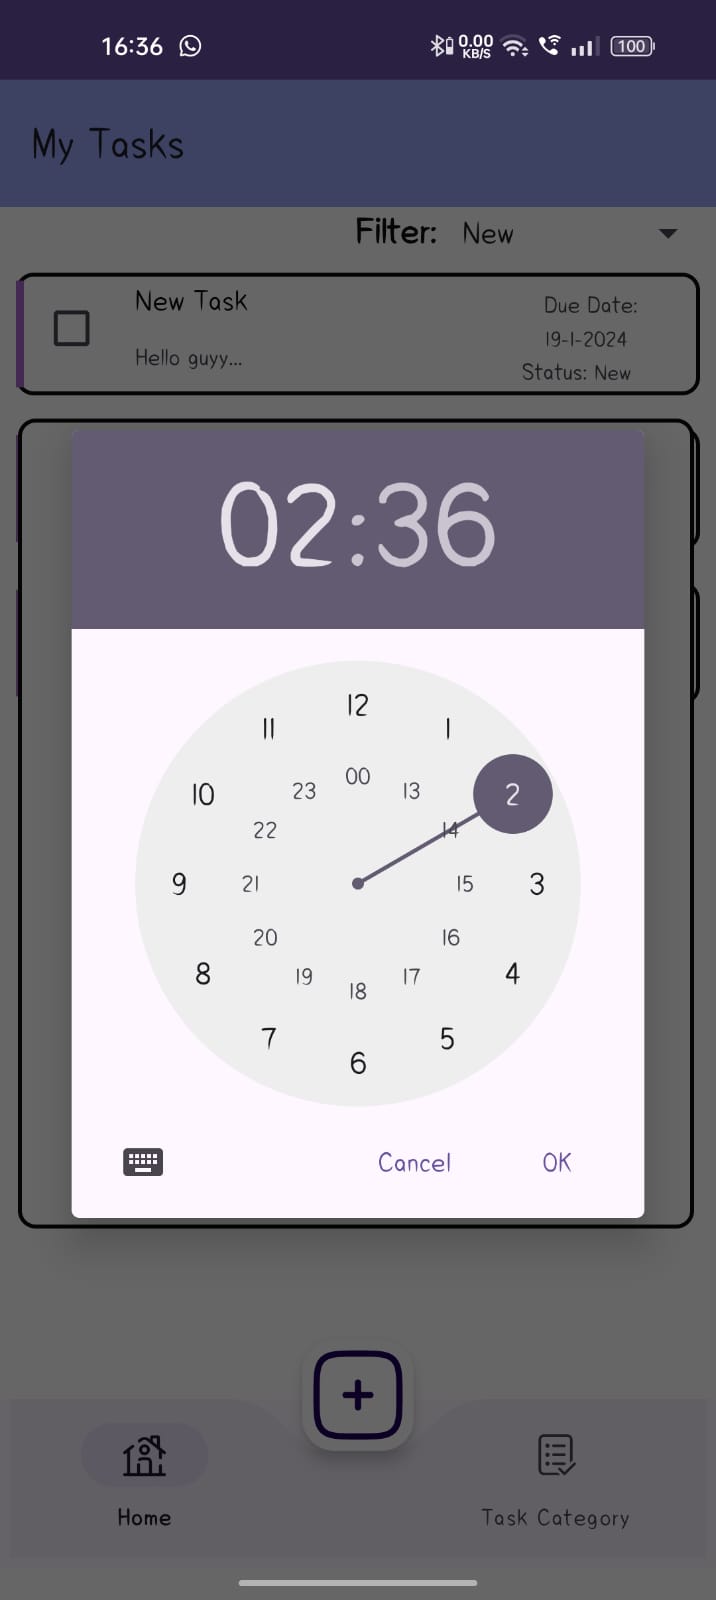 16:36 0.00 KB/S 100
My Tasks
Filter: New
New Task
Due Date:
19-1-2024
Hello guyy...
Status: New
02:36
12
11 1
10 2
00
23 13
22 14
9 21 15 3
20 16
8 19 17 4
18
7 5
6
Cancel OK
Home Task Category